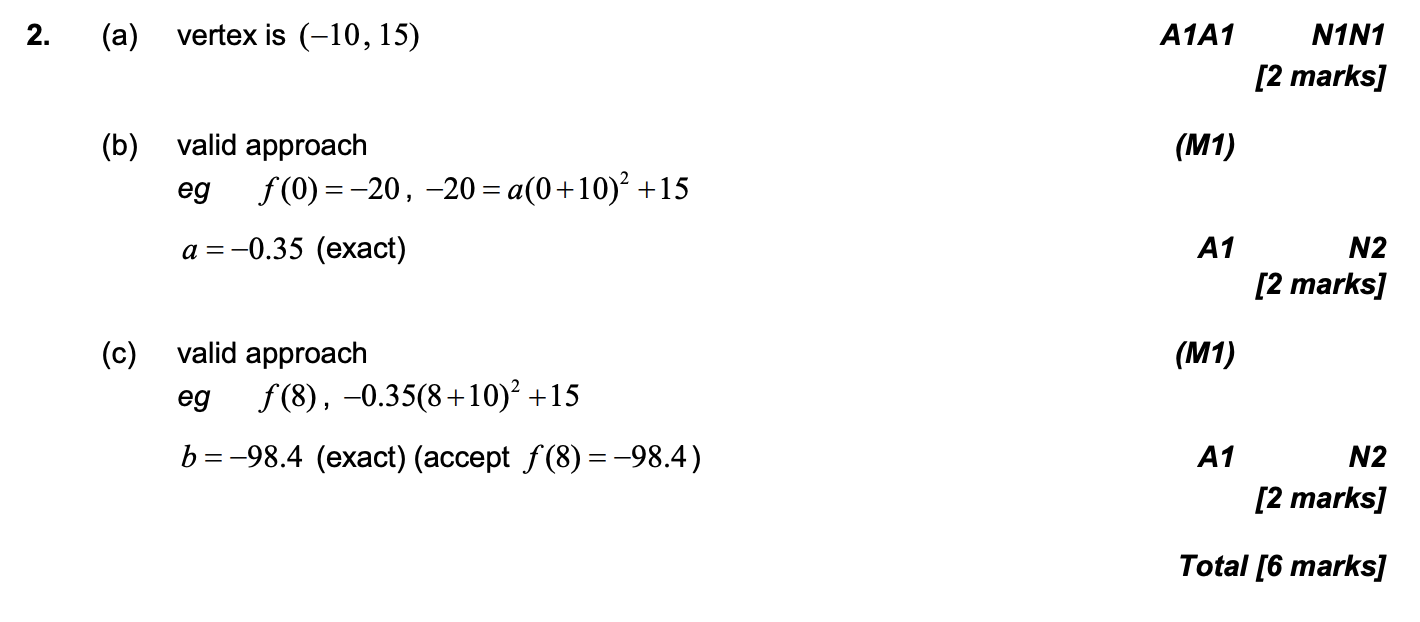 2. (a) vertex is (−10, 15) A1A1 N1N1
[2 marks]
(b) valid approach (M1)
eg f(0) = −20, −20 = a(0+10)² +15
a = −0.35 (exact) A1 N2
[2 marks]
(c) valid approach (M1)
eg f(8), −0.35(8+10)² +15
b = −98.4 (exact) (accept f(8) = −98.4) A1 N2
[2 marks]
Total [6 marks]